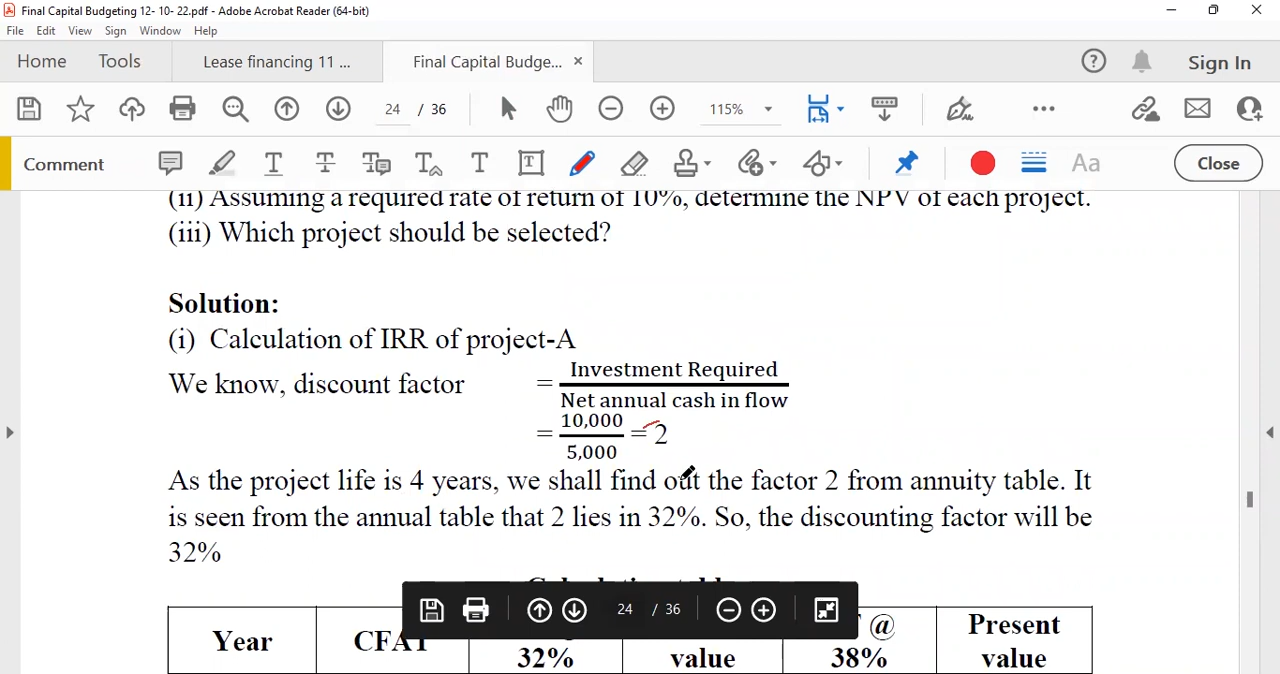 Final Capital Budgeting 12- 10- 22.pdf - Adobe Acrobat Reader (64-bit)
File Edit View Sign Window Help
Home Tools Lease financing 11 ... Final Capital Budge... × Sign In
24 / 36 115%
Comment Close
(ii) Assuming a required rate of return of 10%, determine the NPV of each project.
(iii) Which project should be selected?
Solution:
(i) Calculation of IRR of project-A
We know, discount factor = Investment Required
Net annual cash in flow
= 10,000 = 2
5,000
As the project life is 4 years, we shall find out the factor 2 from annuity table. It
is seen from the annual table that 2 lies in 32%. So, the discounting factor will be
32%
24 / 36
Year CFAT @ Present
32% value 38% value